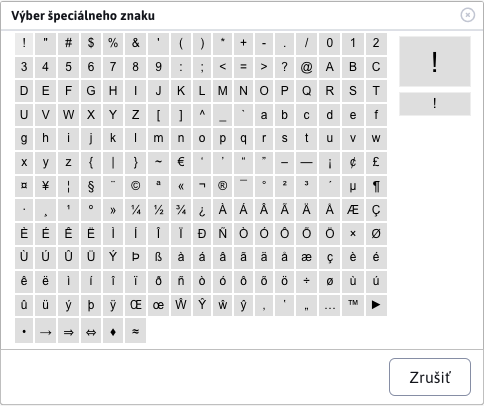 Výber špeciálneho znaku
! " # $ % & ' ( ) * + - . / 0 1 2
!
3 4 5 6 7 8 9 : ; < = > ? @ A B C
D E F G H I J K L M N O P Q R S T
!
U V W X Y Z [ ] ^ _ ` a b c d e f
g h i j k l m n o p q r s t u v w
x y z { | } ~ € ‘ ’ “ ” – — ¡ ¢ £
¤ ¥ ¦ § ¨ © ª « ¬ ® ¯ ° ² ³ ´ µ ¶
· ¸ ¹ º » ¼ ½ ¾ ¿ À Á Â Ã Ä Å Æ Ç
È É Ê Ë Ì Í Î Ï Ð Ñ Ò Ó Ô Õ Ö × Ø
Ù Ú Û Ü Ý Þ ß à á â ã ä å æ ç è é
ê ë ì í î ï ð ñ ò ó ô õ ö ÷ ø ù ú
û ü ý þ ÿ Œ œ Ŵ Ŷ ŵ ŷ ‚ ‛ „ … ™ ►
• → ⇒ ⇔ ♦ ≈
Zrušiť